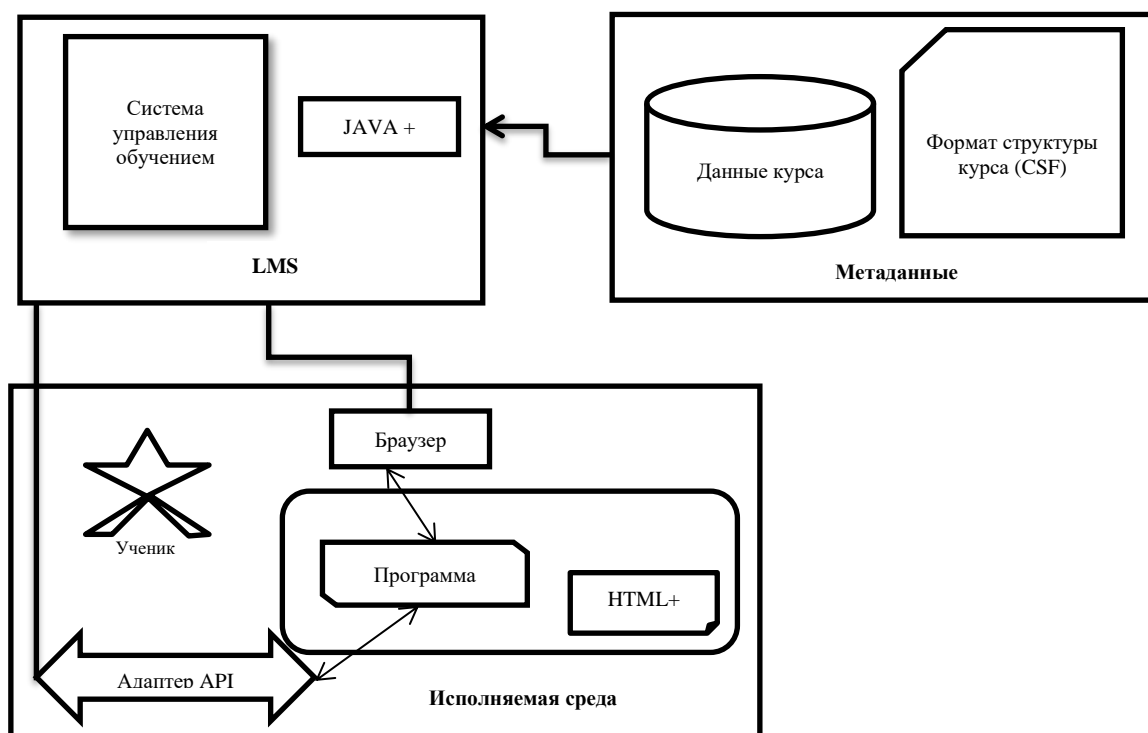 Система
управления
обучением
JAVA +
LMS
Данные курса
Формат структуры
курса (CSF)
Метаданные
Браузер
Ученик
Программа
HTML+
Адаптер API
Исполняемая среда